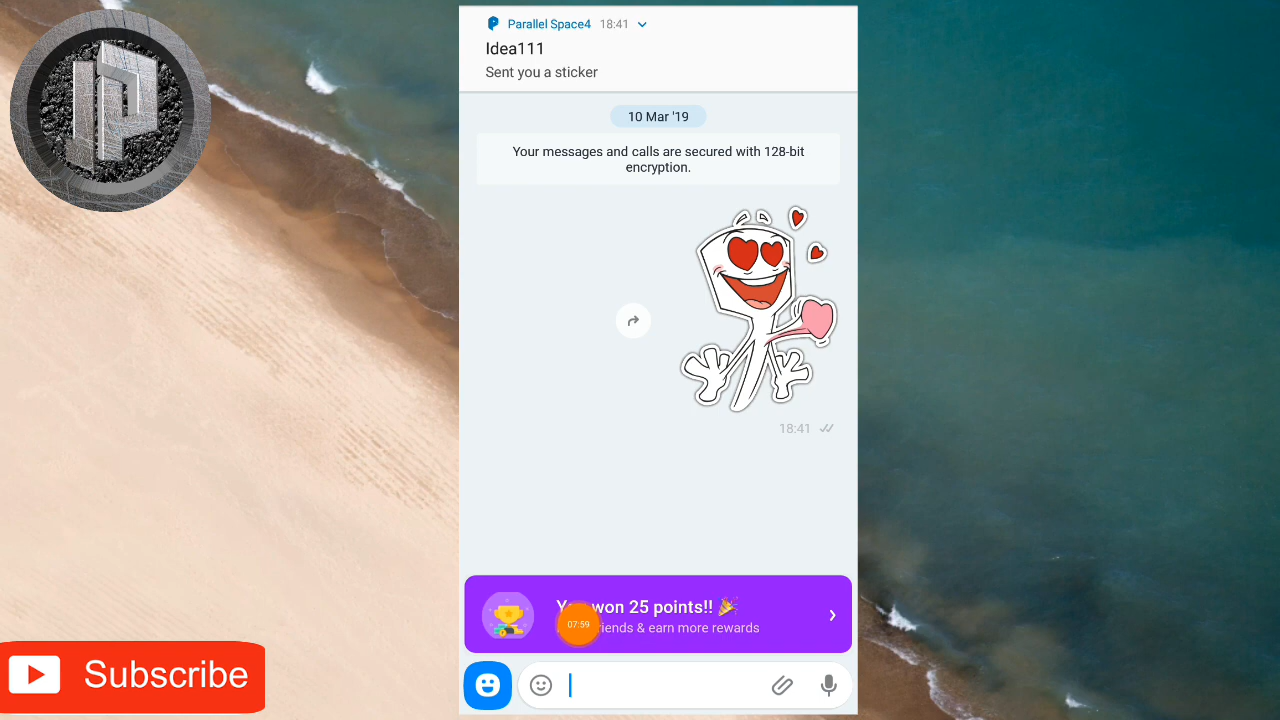 JP
Parallel Space4 18:41
Idea111
Sent you a sticker
10 Mar '19
Your messages and calls are secured with 128-bit
encryption.
18:41
won 25 points!! 🎉
07:59
& earn more rewards
Subscribe